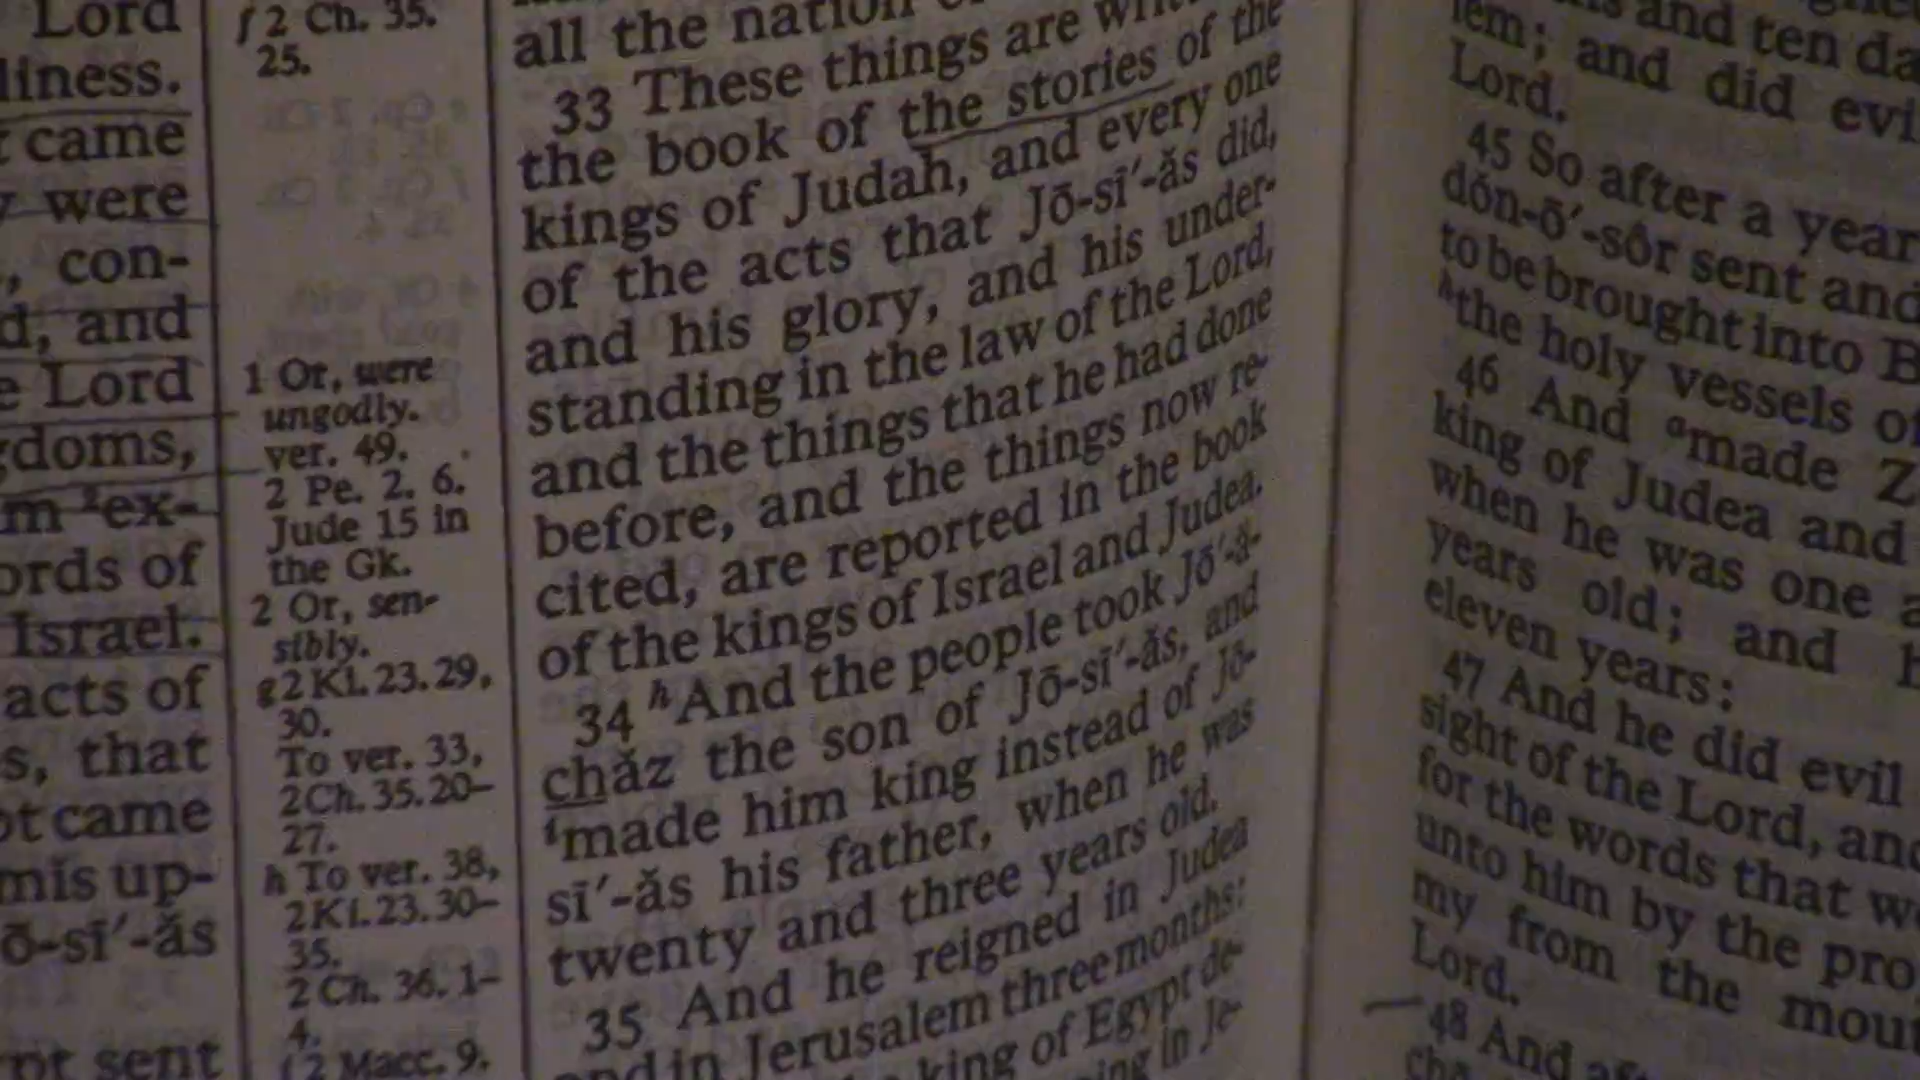 Lord
liness.
came
were
, con-
d, and
Lord
gdoms,
ex-
ords of
Israel.
acts of
s, that
ot came
mis up-
ō-sī′-ăs
pt sent
f 2 Ch. 35.
25.
1 Or, were
ungodly.
ver. 49.
2 Pe. 2. 6.
Jude 15 in
the Gk.
2 Or, sen-
sibly.
g 2 Ki. 23. 29,
30.
To ver. 33,
2 Ch. 35. 20–
27.
h To ver. 38,
2 Ki. 23. 30–
35.
2 Ch. 36. 1–
4.
2 Macc. 9.
all the nation
33 These things are
the book of the stories of the
kings of Judah, and every one
of the acts that Jō-sī′-ăs did,
and his glory, and his under-
standing in the law of the Lord,
and the things that he had done
before, and the things now re-
cited, are reported in the book
of the kings of Israel and Judea.
34 h And the people took Jō′-ă-
chăz the son of Jō-sī′-ăs, and
made him king instead of Jō-
sī′-ăs his father, when he was
twenty and three years old.
35 And he reigned in Judea
and in Jerusalem three months:
king of Egypt de-
in Je-
and ten da
lem; and did evi
Lord.
45 So after a year
dŏn-ō′-sôr sent and
to be brought into B
h the holy vessels of
46 And a made Z
king of Judea and
when he was one a
years old; and h
eleven years:
47 And he did evil
sight of the Lord, and
for the words that we
unto him by the pro
my from the mout
Lord.
48 And af